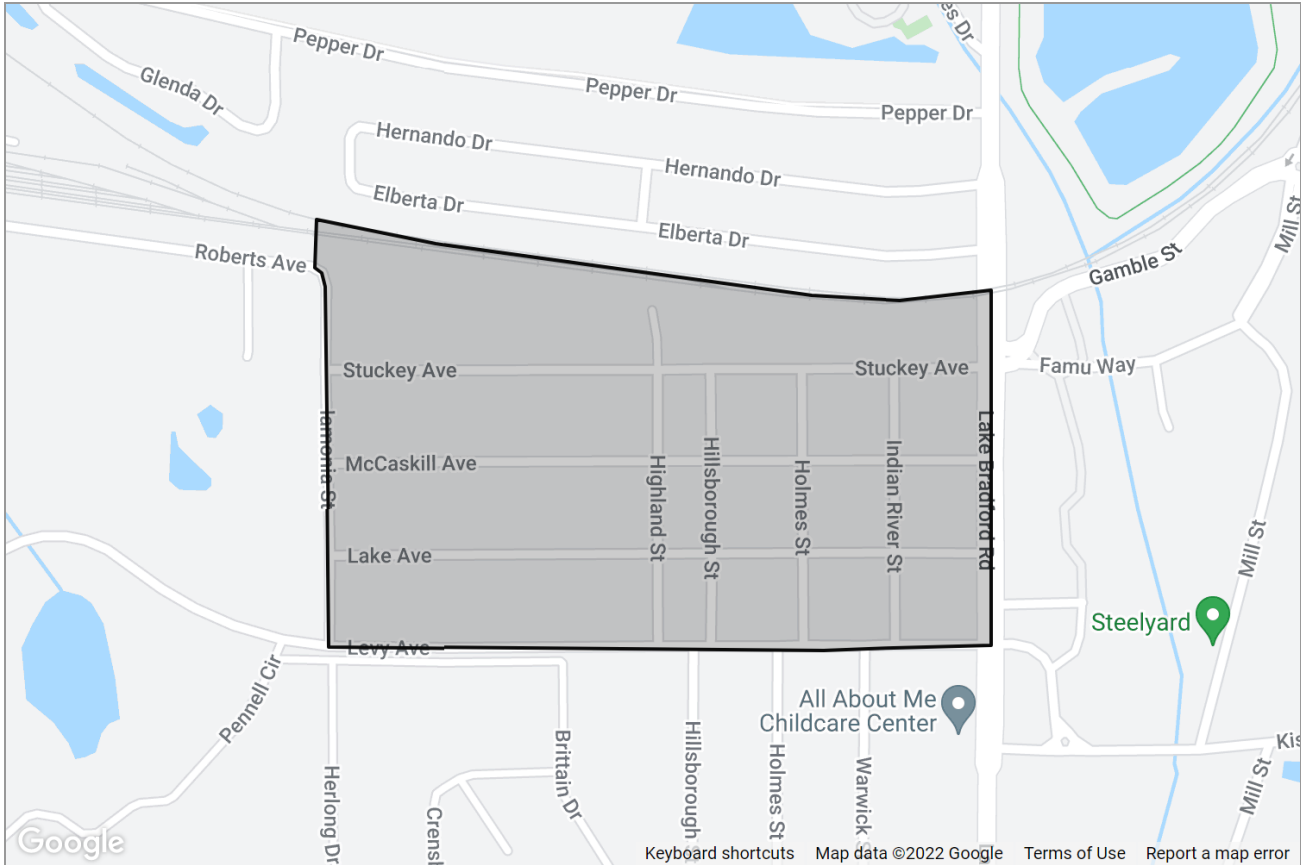 Pepper Dr
Glenda Dr
Pepper Dr
Pepper Dr
Hernando Dr
Hernando Dr
Elberta Dr
Elberta Dr
Roberts Ave
Gamble St
Mill St
Stuckey Ave
Stuckey Ave
Famu Way
Iamonia St
McCaskill Ave
Highland St
Hillsborough St
Holmes St
Indian River St
Lake Bradford Rd
Lake Ave
Mill St
Steelyard
Levy Ave
Pennell Cir
All About Me
Childcare Center
Herlong Dr
Brittain Dr
Hillsborough
Holmes St
Warwick
Mill St
Google
Keyboard shortcuts
Map data ©2022 Google
Terms of Use
Report a map error